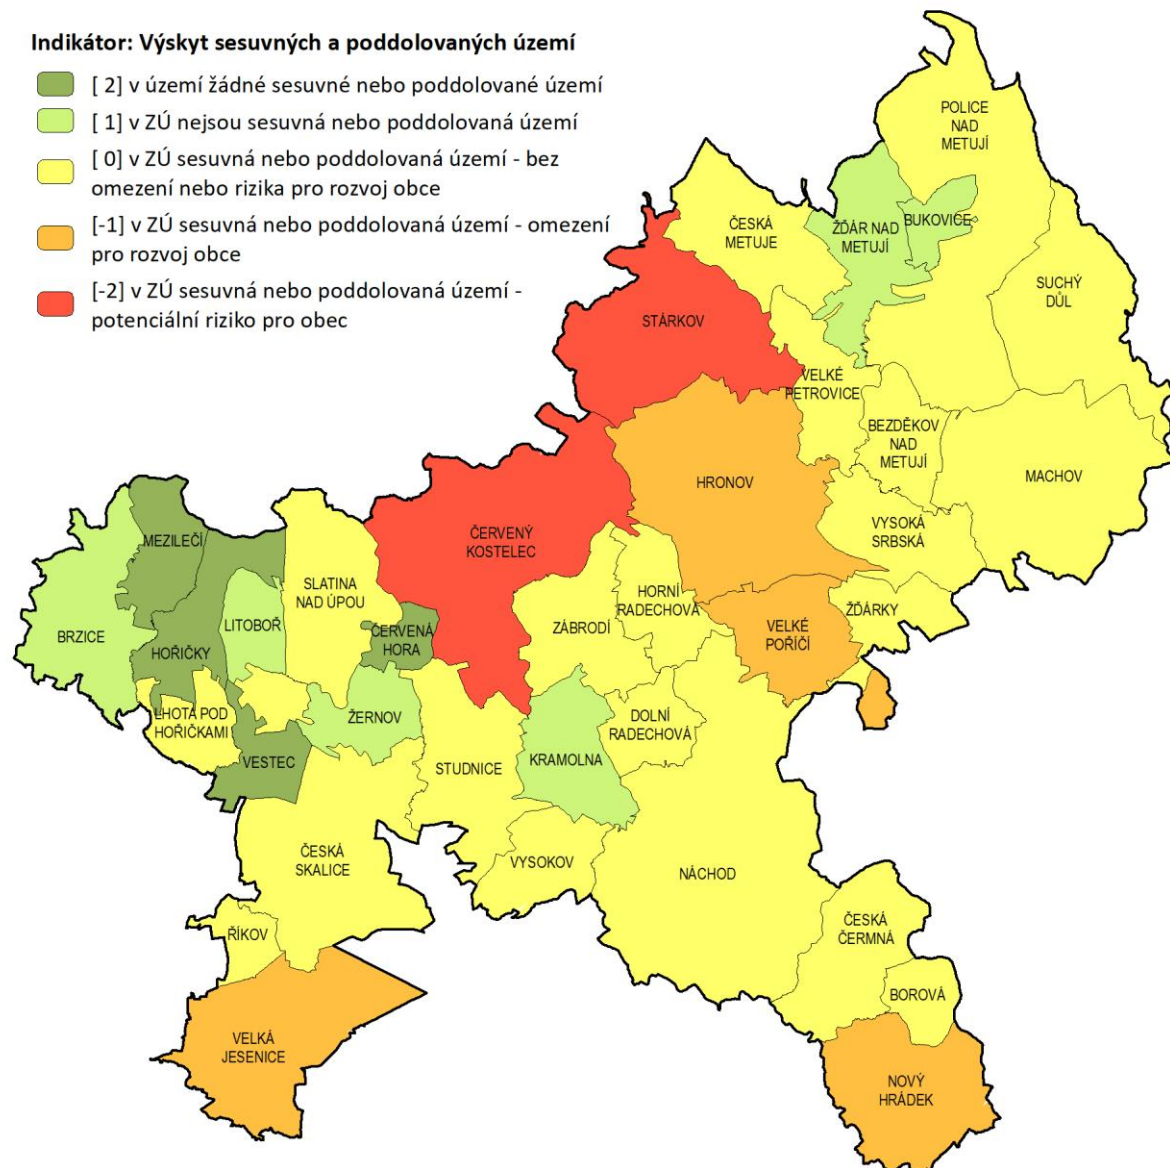 Indikátor: Výskyt sesuvných a poddolovaných území
[ 2] v území žádné sesuvné nebo poddolované území
[ 1] v ZÚ nejsou sesuvná nebo poddolovaná území
[ 0] v ZÚ sesuvná nebo poddolovaná území - bez
omezení nebo rizika pro rozvoj obce
[-1] v ZÚ sesuvná nebo poddolovaná území - omezení
pro rozvoj obce
[-2] v ZÚ sesuvná nebo poddolovaná území -
potenciální riziko pro obec
POLICE
NAD
METUJÍ
ČESKÁ
METUJE
ŽĎÁR NAD
METUJÍ
BUKOVICE
SUCHÝ
DŮL
STÁRKOV
VELKÉ
PETROVICE
BEZDĚKOV
NAD
METUJÍ
MACHOV
HRONOV
VYSOKÁ
SRBSKÁ
ČERVENÝ
KOSTELEC
MEZILEČÍ
SLATINA
NAD ÚPOU
HORNÍ
RADECHOVÁ
ŽĎÁRKY
BRZICE
LITOBOŘ
ČERVENÁ
HORA
ZÁBRODÍ
VELKÉ
POŘÍČÍ
HOŘIČKY
LHOTA POD
HOŘIČKAMI
ŽERNOV
DOLNÍ
RADECHOVÁ
VESTEC
STUDNICE
KRAMOLNA
ČESKÁ
SKALICE
VYSOKOV
NÁCHOD
ŘÍKOV
ČESKÁ
ČERMNÁ
BOROVÁ
VELKÁ
JESENICE
NOVÝ
HRÁDEK